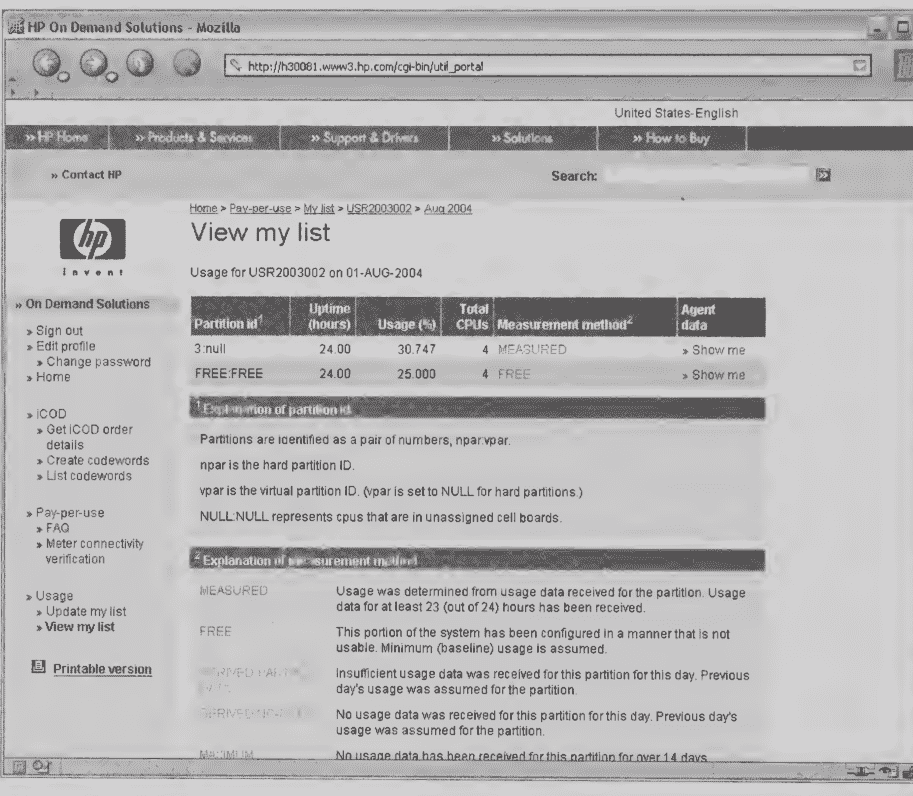 HP On Demand Solutions - Mozilla
http://h30081.www3.hp.com/cgi-bin/util_portal
United States-English
» HP Home » Products & Services » Support & Drivers » Solutions » How to Buy
» Contact HP Search:
Home > Pay-per-use > My list > USR2003002 > Aug 2004
View my list
hp
invent
Usage for USR2003002 on 01-AUG-2004
» On Demand Solutions
» Sign out
» Edit profile
» Change password
» Home
» iCOD
» Get iCOD order
details
» Create codewords
» List codewords
» Pay-per-use
» FAQ
» Meter connectivity
verification
» Usage
» Update my list
» View my list
Printable version
Partition id1 Uptime (hours) Usage (%) Total CPUs Measurement method2 Agent data
3:null 24.00 30.747 4 MEASURED » Show me
FREE:FREE 24.00 25.000 4 FREE » Show me
1 Explanation of partition id
Partitions are identified as a pair of numbers, npar:vpar.
npar is the hard partition ID.
vpar is the virtual partition ID. (vpar is set to NULL for hard partitions.)
NULL:NULL represents cpus that are in unassigned cell boards.
2 Explanation of measurement method
MEASURED Usage was determined from usage data received for the partition. Usage
data for at least 23 (out of 24) hours has been received.
FREE This portion of the system has been configured in a manner that is not
usable. Minimum (baseline) usage is assumed.
Insufficient usage data was received for this partition for this day. Previous
day's usage was assumed for the partition.
No usage data was received for this partition for this day. Previous day's
usage was assumed for the partition.
MAXIMUM No usage data has been received for this partition for over 14 days